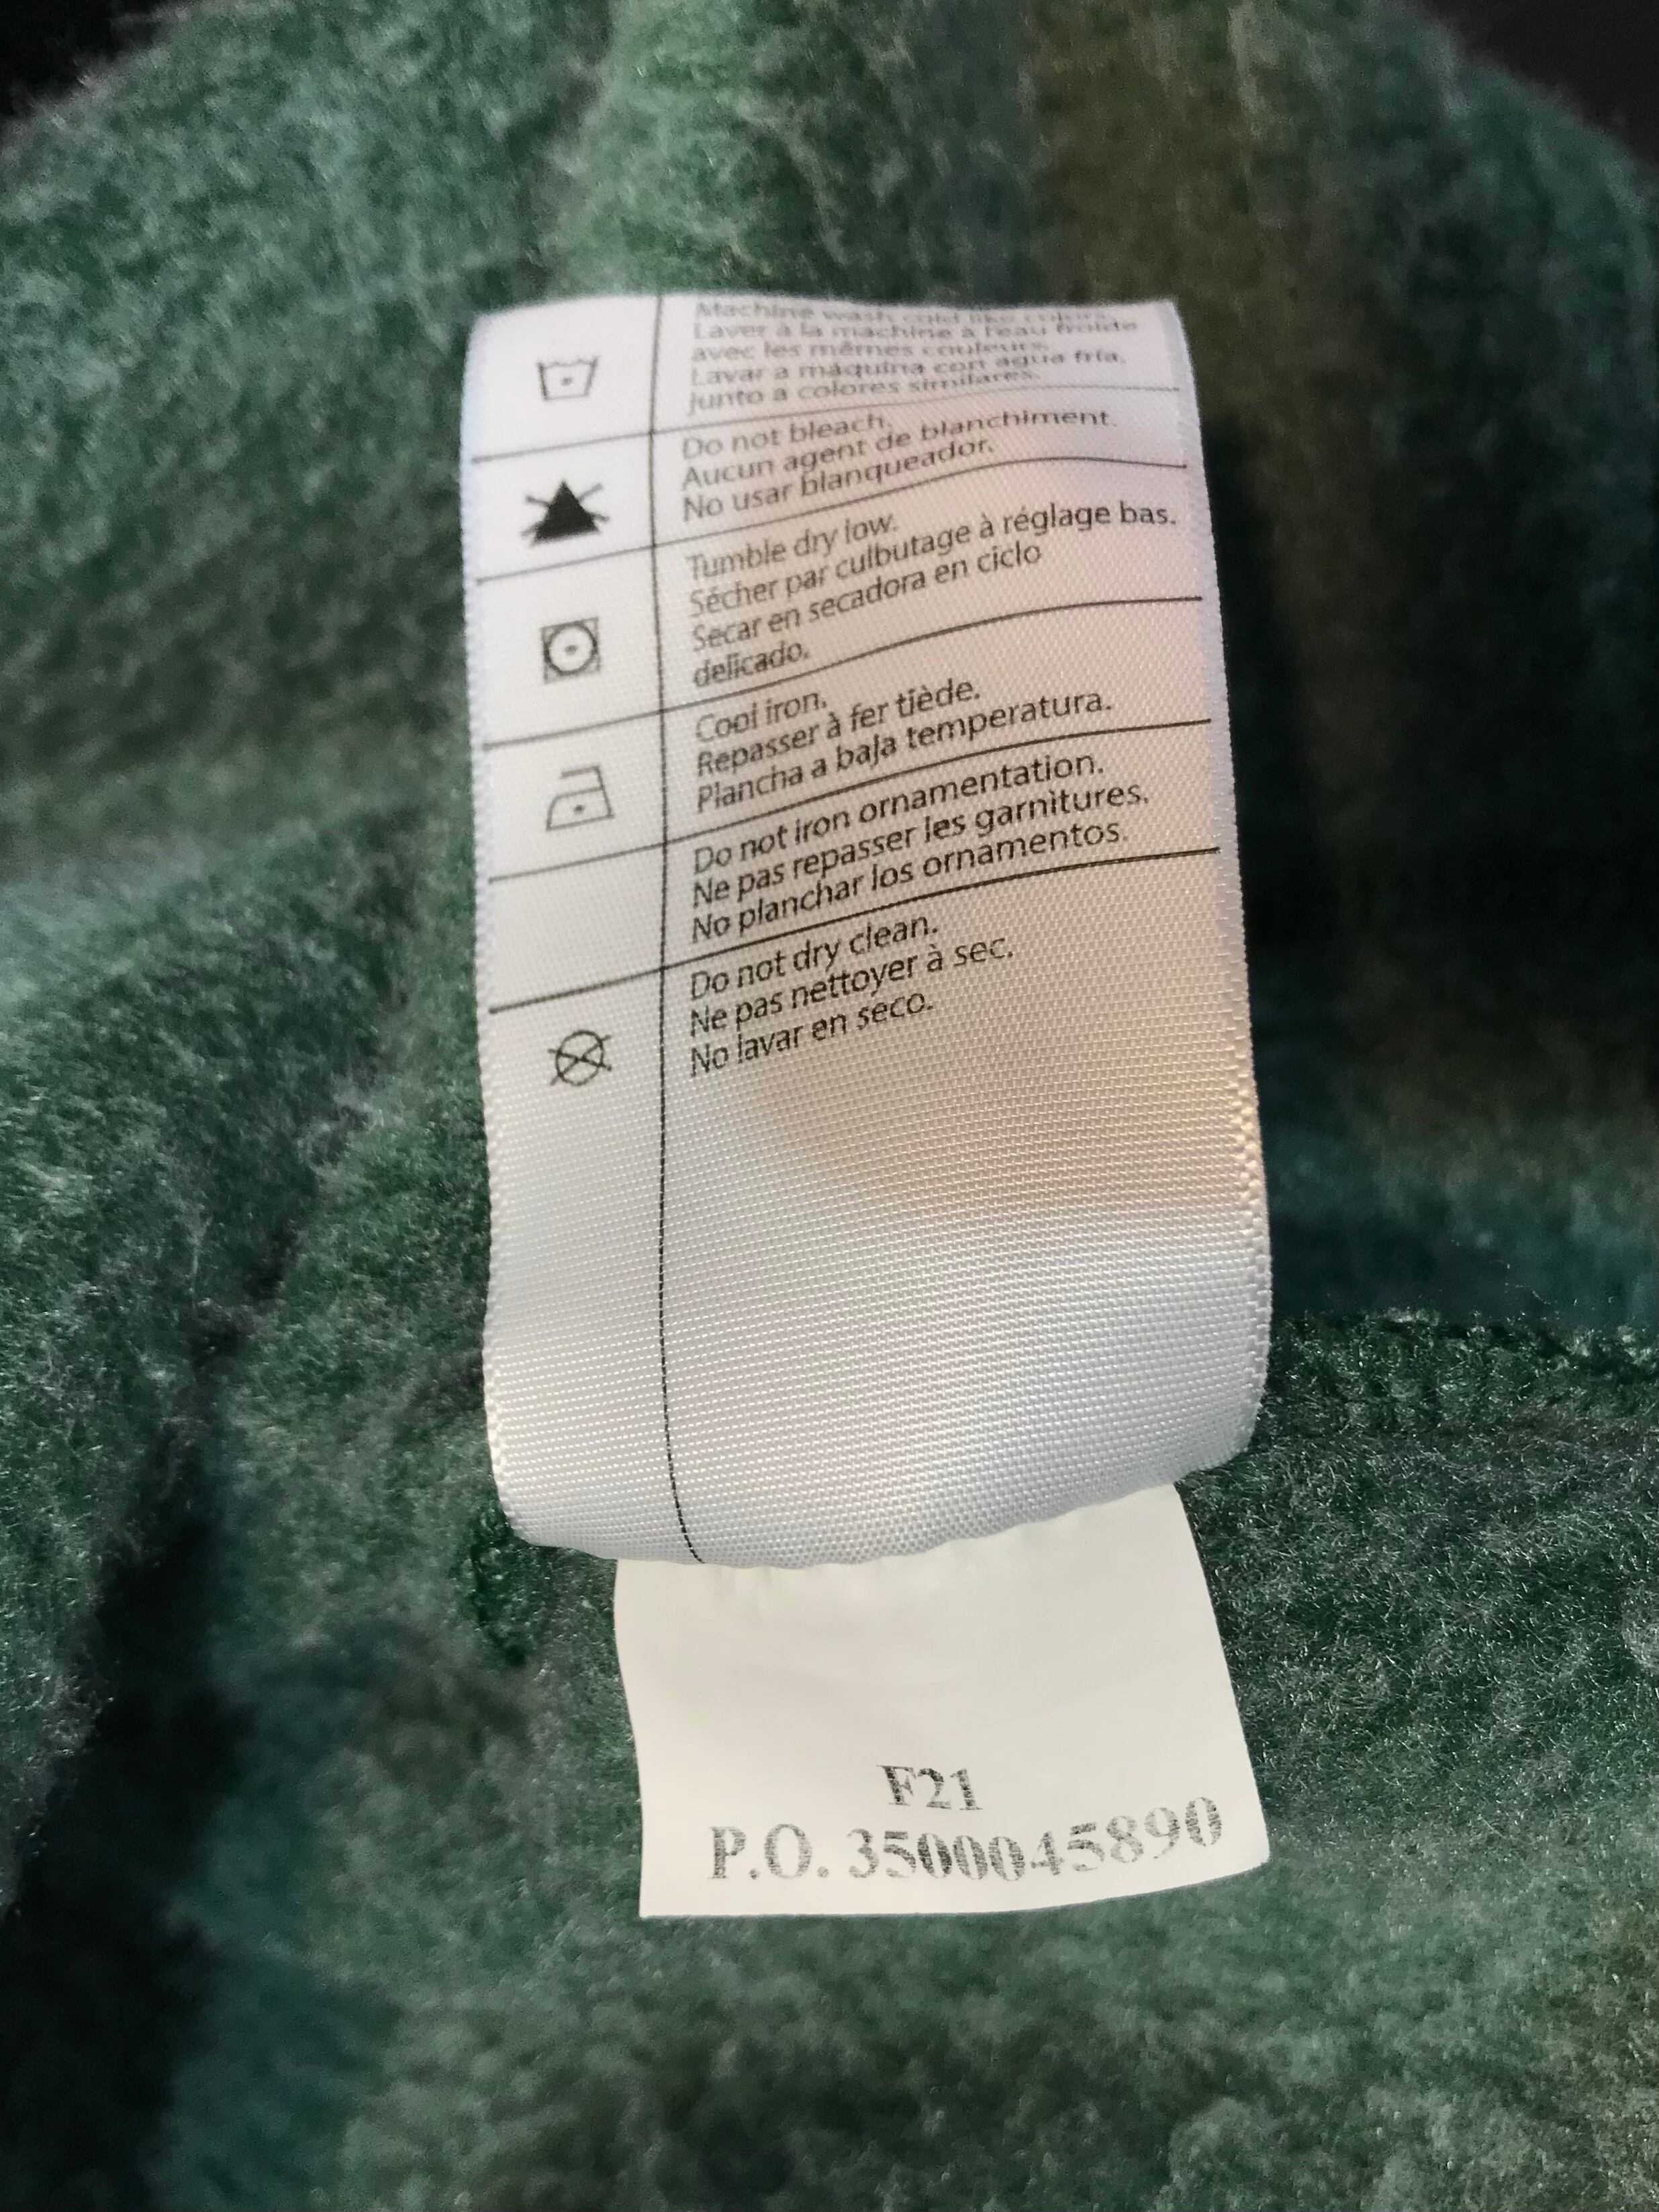 Machine wash cold like colors.
Laver à la machine à l'eau froide
avec les mêmes couleurs.
Lavar a máquina con agua fría,
junto a colores similares.
Do not bleach.
Aucun agent de blanchiment.
No usar blanqueador.
Tumble dry low.
Sécher par culbutage à réglage bas.
Secar en secadora en ciclo
delicado.
Cool iron.
Repasser à fer tiède.
Plancha a baja temperatura.
Do not iron ornamentation.
Ne pas repasser les garnitures.
No planchar los ornamentos.
Do not dry clean.
Ne pas nettoyer à sec.
No lavar en seco.
F21
P.O. 3500045890